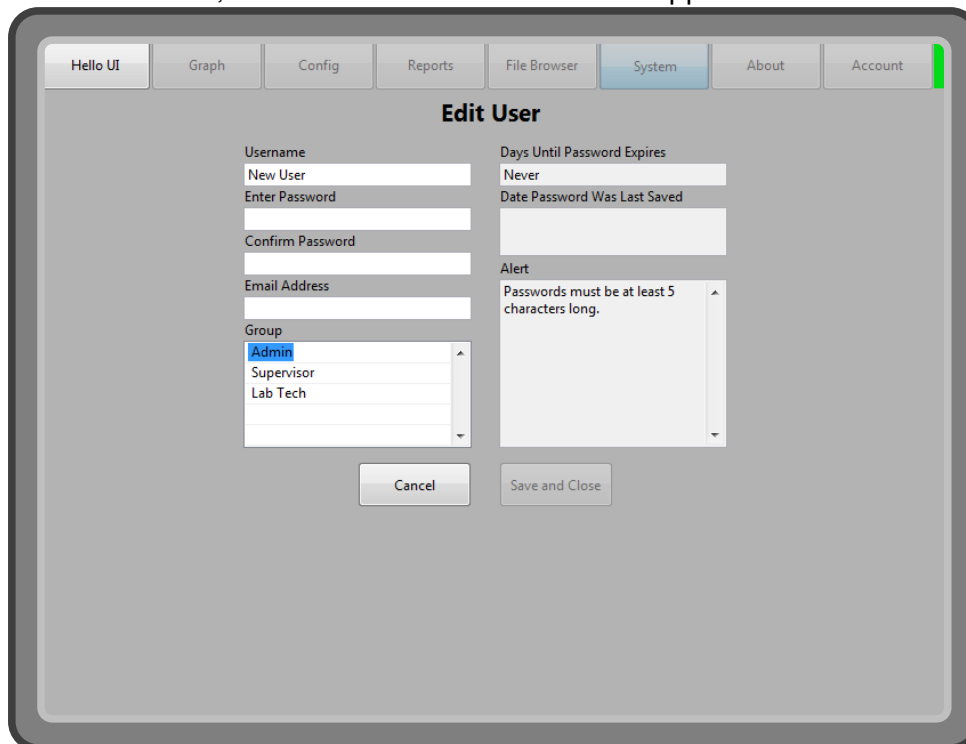 Hello UI Graph Config Reports File Browser System About Account
Edit User
Username
New User
Enter Password
Confirm Password
Email Address
Group
Admin
Supervisor
Lab Tech
Days Until Password Expires
Never
Date Password Was Last Saved
Alert
Passwords must be at least 5
characters long.
Cancel Save and Close